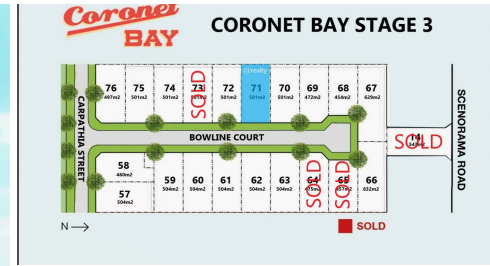 Coronet
BAY
CORONET BAY STAGE 3
76 75 74 73 72 71 70 69 68 67
497m2 501m2 501m2 501m2 501m2 472m2 454m2 629m2
SOLD
CARPATHIA STREET
BOWLINE COURT
14
SOLD
SCENORAMA ROAD
58
460m2
57
504m2
59 60 61 62 63 64 65 66
504m2 504m2 504m2 504m2 504m2 632m2
SOLD SOLD
N
SOLD